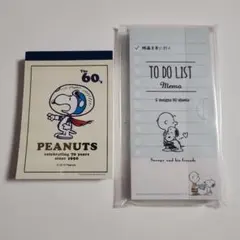 The
60s
PEANUTS
celebrating 70 years
since 1950
TO DO LIST
Memo
Snoopy and his friends